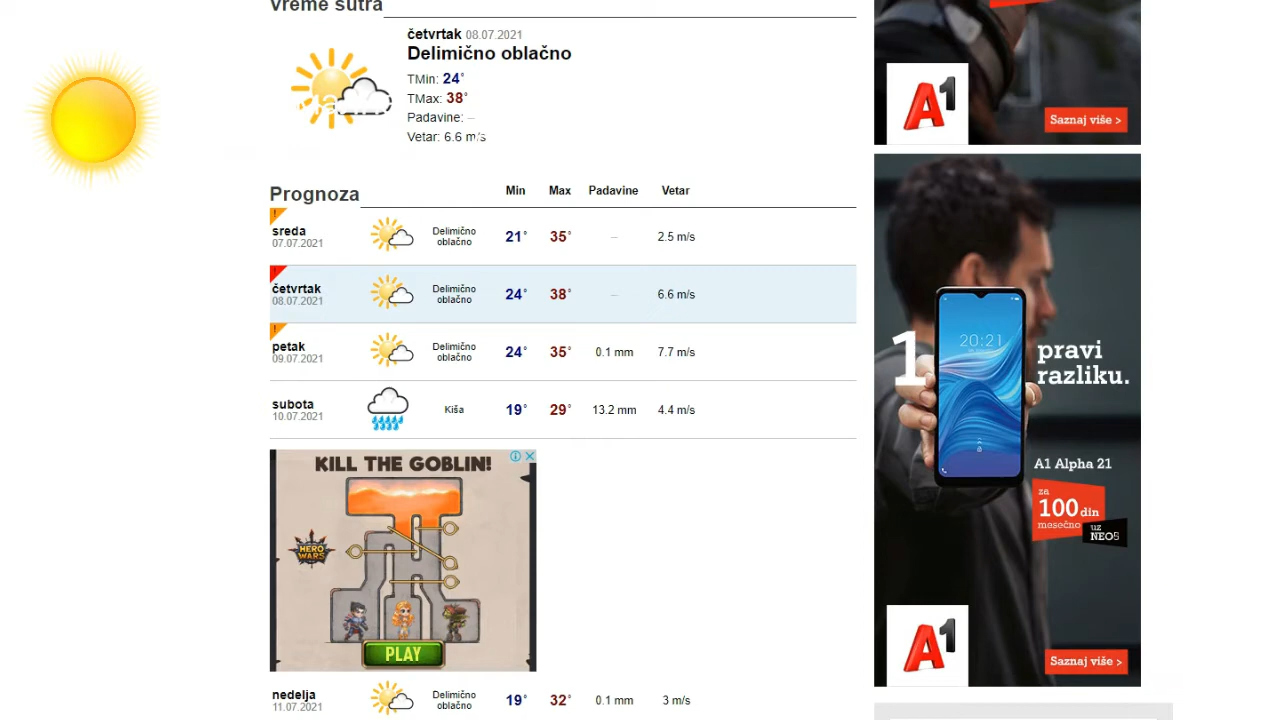 Vreme sutra
četvrtak 08.07.2021
Delimično oblačno
TMin: 24°
TMax: 38°
Padavine: –
Vetar: 6.6 m/s
Prognoza Min Max Padavine Vetar
!
sreda
07.07.2021
Delimično
oblačno
21° 35° – 2.5 m/s
!
četvrtak
08.07.2021
Delimično
oblačno
24° 38° – 6.6 m/s
!
petak
09.07.2021
Delimično
oblačno
24° 35° 0.1 mm 7.7 m/s
subota
10.07.2021
Kiša
19° 29° 13.2 mm 4.4 m/s
KILL THE GOBLIN!
HERO
WARS
PLAY
nedelja
11.07.2021
Delimično
oblačno
19° 32° 0.1 mm 3 m/s
A1
Saznaj više >
20:21
1 pravi
razliku.
A1 Alpha 21
za
100 din
mesečno
uz
NEO5
A1
Saznaj više >